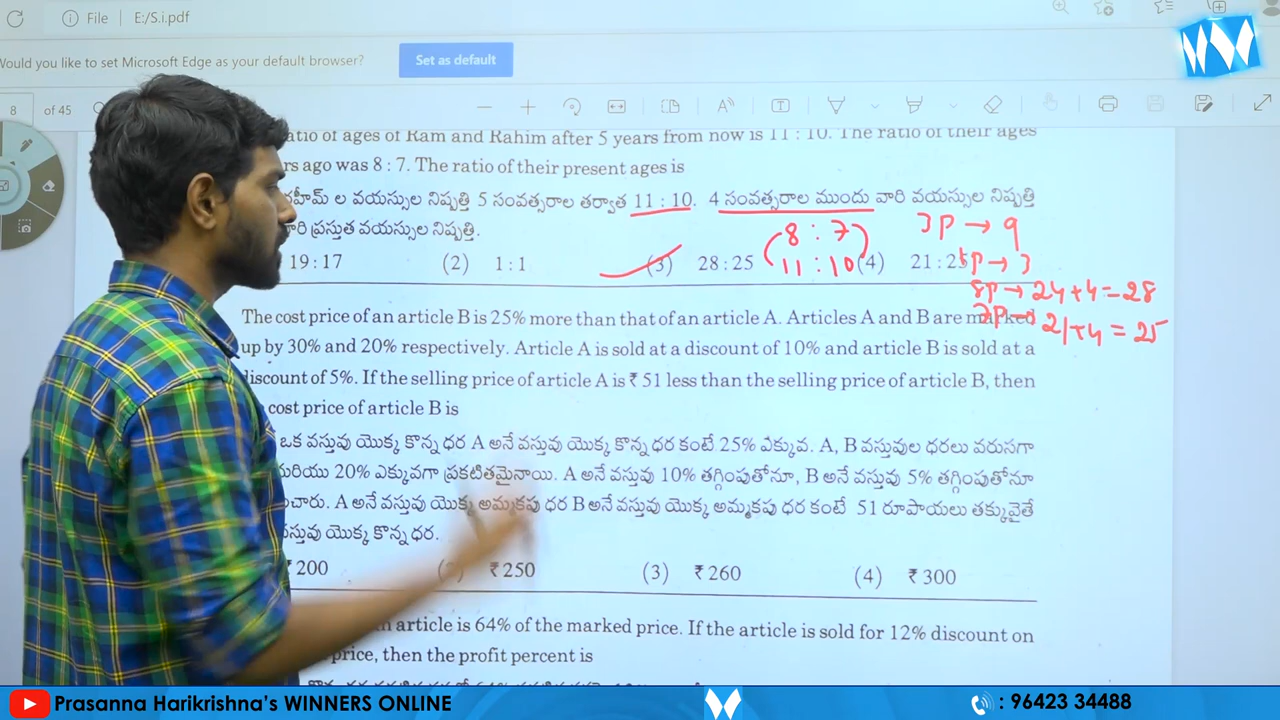 File E:/S.i.pdf
Would you like to set Microsoft Edge as your default browser? Set as default
8 of 45
ratio of ages of Ram and Rahim after 5 years from now is 11 : 10. The ratio of their ages
ago was 8 : 7. The ratio of their present ages is
ల వయస్సుల నిష్పత్తి 5 సంవత్సరాల తర్వాత 11 : 10. 4 సంవత్సరాల ముందు వారి వయస్సుల నిష్పత్తి
ప్రస్తుత వయస్సుల నిష్పత్తి.
8 : 7 3P → 9
19 : 17 (2) 1 : 1 (3) 28 : 25 11 : 10 (4) 21 : 25 1P → 3
8P → 24+4=28
The cost price of an article B is 25% more than that of an article A. Articles A and B are marked
→ 21+4=25
up by 30% and 20% respectively. Article A is sold at a discount of 10% and article B is sold at a
discount of 5%. If the selling price of article A is ₹ 51 less than the selling price of article B, then
cost price of article B is
ఒక వస్తువు యొక్క కొన్న ధర A అనే వస్తువు యొక్క కొన్న ధర కంటే 25% ఎక్కువ. A, B వస్తువుల ధరలు వరుసగా
మరియు 20% ఎక్కువగా ప్రకటితమైనాయి. A అనే వస్తువు 10% తగ్గింపుతోనూ, B అనే వస్తువు 5% తగ్గింపుతోనూ
A అనే వస్తువు యొక్క అమ్మకపు ధర B అనే వస్తువు యొక్క అమ్మకపు ధర కంటే 51 రూపాయలు తక్కువైతే
వస్తువు యొక్క కొన్న ధర.
₹ 200 ₹ 250 (3) ₹ 260 (4) ₹ 300
article is 64% of the marked price. If the article is sold for 12% discount on
price, then the profit percent is
Prasanna Harikrishna's WINNERS ONLINE : 96423 34488